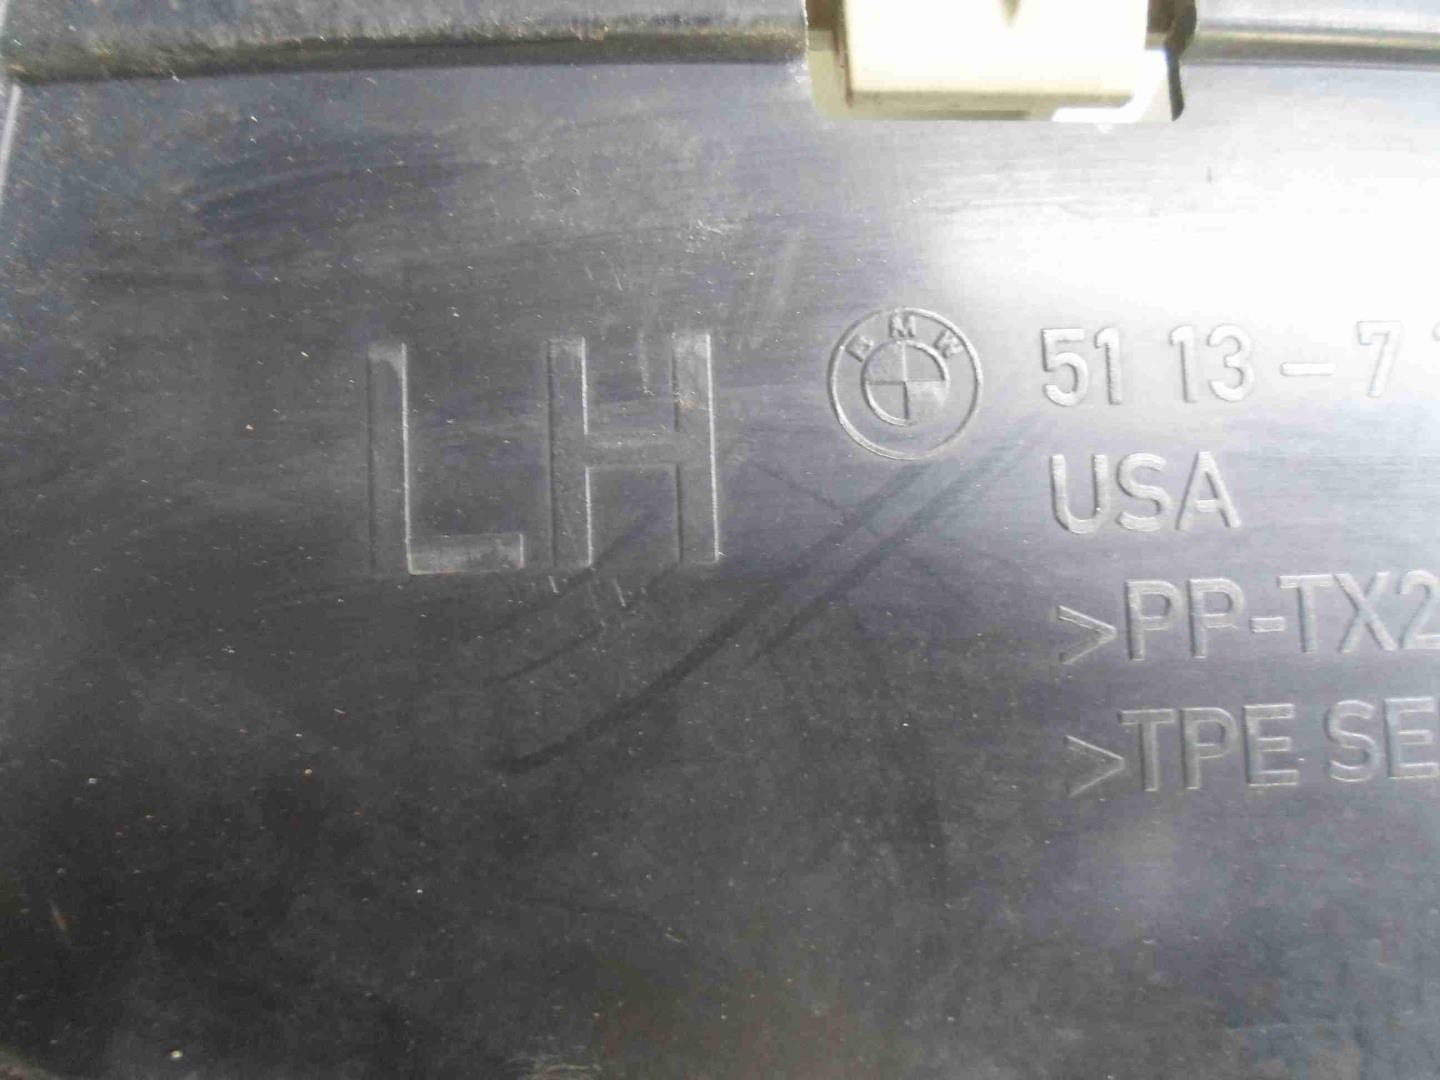 LH
BMW
51 13-7
USA
>PP-TX2
>TPE SE